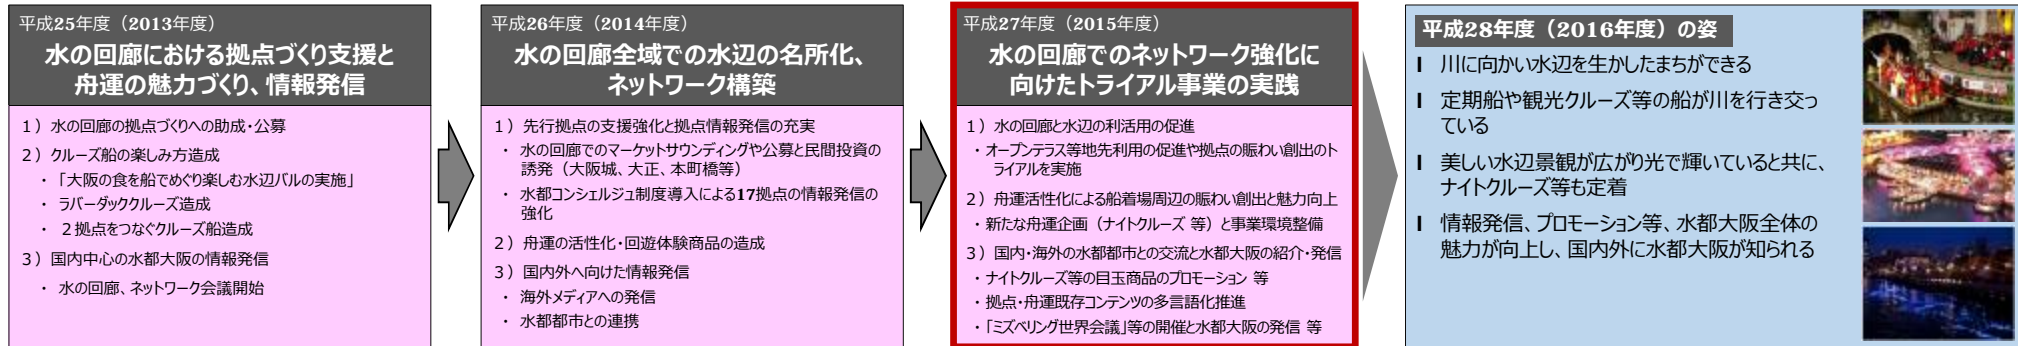 平成25年度（2013年度）
水の回廊における拠点づくり支援と
舟運の魅力づくり、情報発信
1）水の回廊の拠点づくりへの助成・公募
2）クルーズ船の楽しみ方造成
・「大阪の食を船でめぐり楽しむ水辺バルの実施」
・ラバーダッククルーズ造成
・２拠点をつなぐクルーズ船造成
3）国内中心の水都大阪の情報発信
・ 水の回廊、ネットワーク会議開始
平成26年度（2014年度）
水の回廊全域での水辺の名所化、
ネットワーク構築
1）先行拠点の支援強化と拠点情報発信の充実
・ 水の回廊でのマーケットサウンディングや公募と民間投資の
誘発（大阪城、大正、本町橋等）
・ 水都コンシェルジュ制度導入による17拠点の情報発信の
強化
2）舟運の活性化・回遊体験商品の造成
3）国内外へ向けた情報発信
・ 海外メディアへの発信
・ 水都都市との連携
平成27年度（2015年度）
水の回廊でのネットワーク強化に
向けたトライアル事業の実践
1）水の回廊と水辺の利活用の促進
・オープンテラス等地先利用の促進や拠点の賑わい創出のト
ライアルを実施
2）舟運活性化による船着場周辺の賑わい創出と魅力向上
・新たな舟運企画（ナイトクルーズ 等）と事業環境整備
3）国内・海外の水都都市との交流と水都大阪の紹介・発信
・ナイトクルーズ等の目玉商品のプロモーション 等
・拠点・舟運既存コンテンツの多言語化推進
・「ミズベリング世界会議」等の開催と水都大阪の発信 等
平成28年度（2016年度）の姿
l 川に向かい水辺を生かしたまちができる
l 定期船や観光クルーズ等の船が川を行き交っ
ている
l 美しい水辺景観が広がり光で輝いていると共に、
ナイトクルーズ等も定着
l 情報発信、プロモーション等、水都大阪全体の
魅力が向上し、国内外に水都大阪が知られる